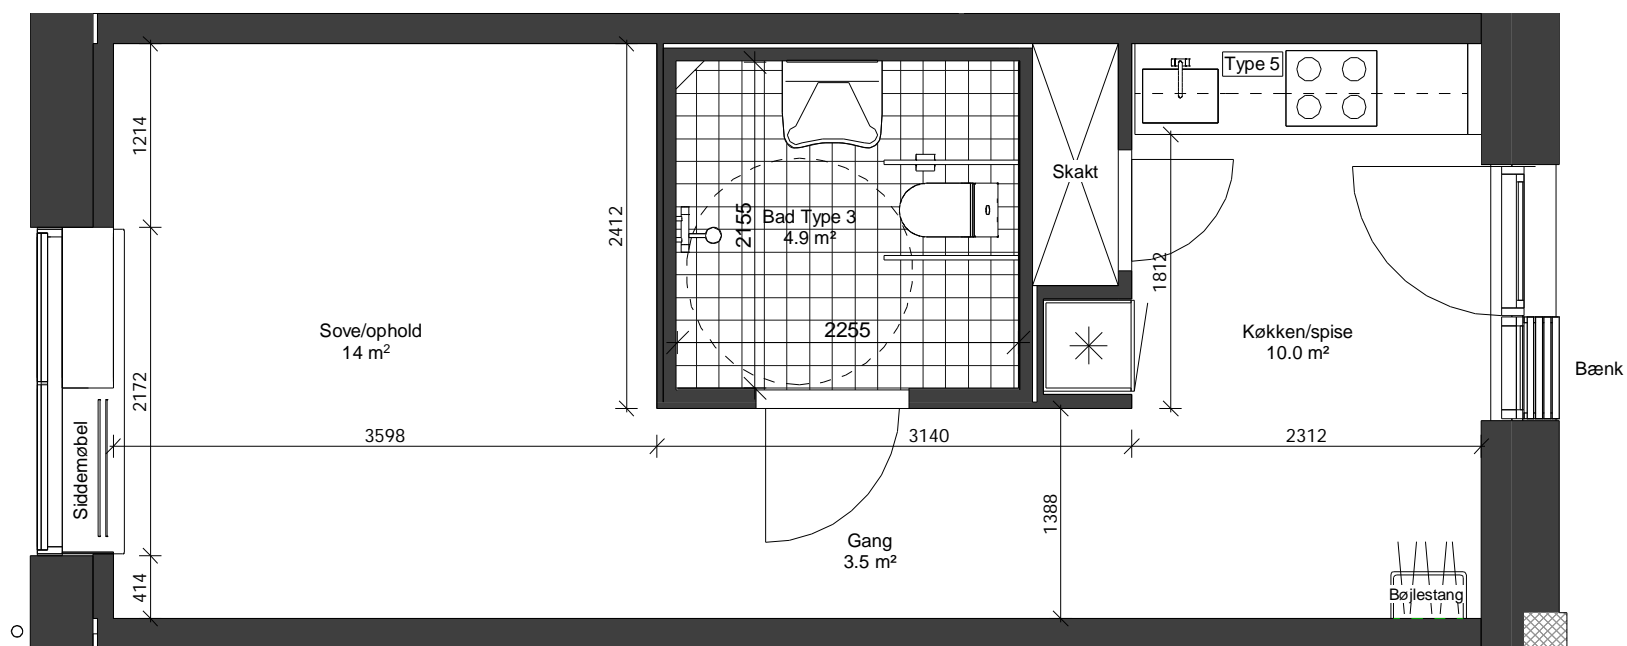 Type 5
1214
2412
2155
Skakt
Bad Type 3
4.9 m²
1812
Sove/ophold
14 m²
2255
Køkken/spise
10.0 m²
Bænk
2172
Siddemøbel
3598
3140
2312
1388
Gang
3.5 m²
414
Bøjlestang